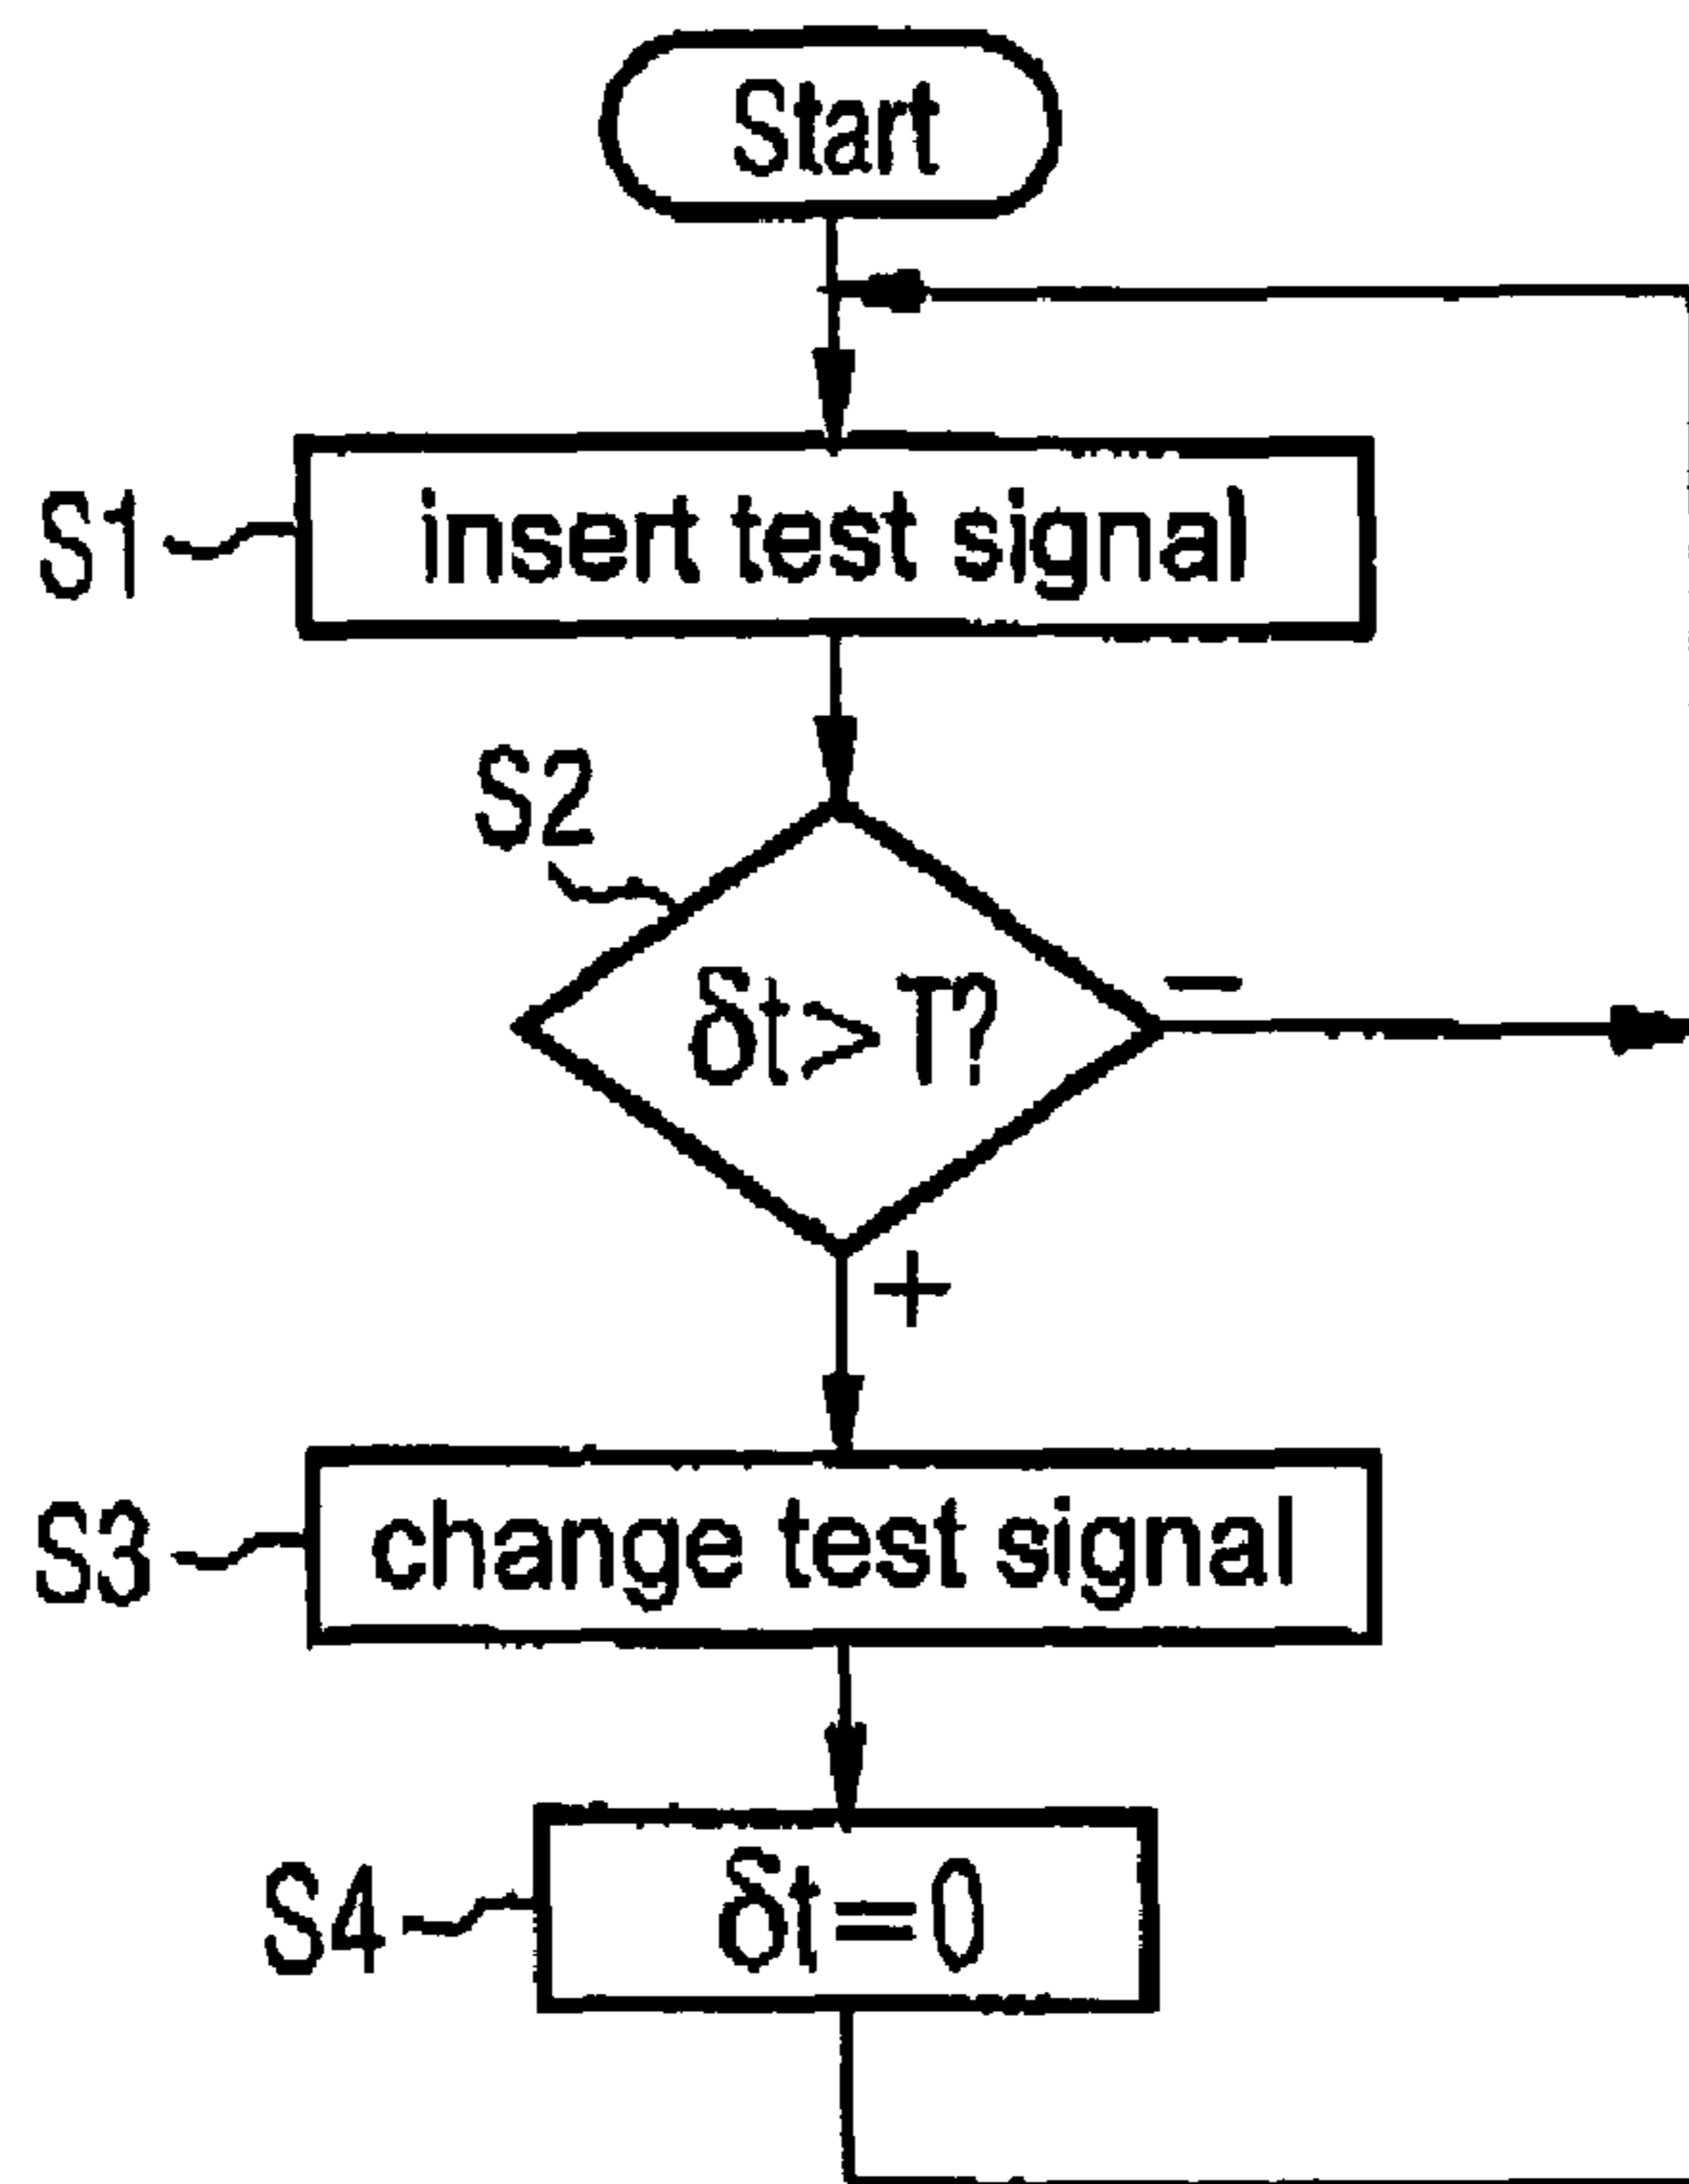 Start
S1
insert test signal
S2
δt>T?
−
+
S3
change test signal
S4
δt=0